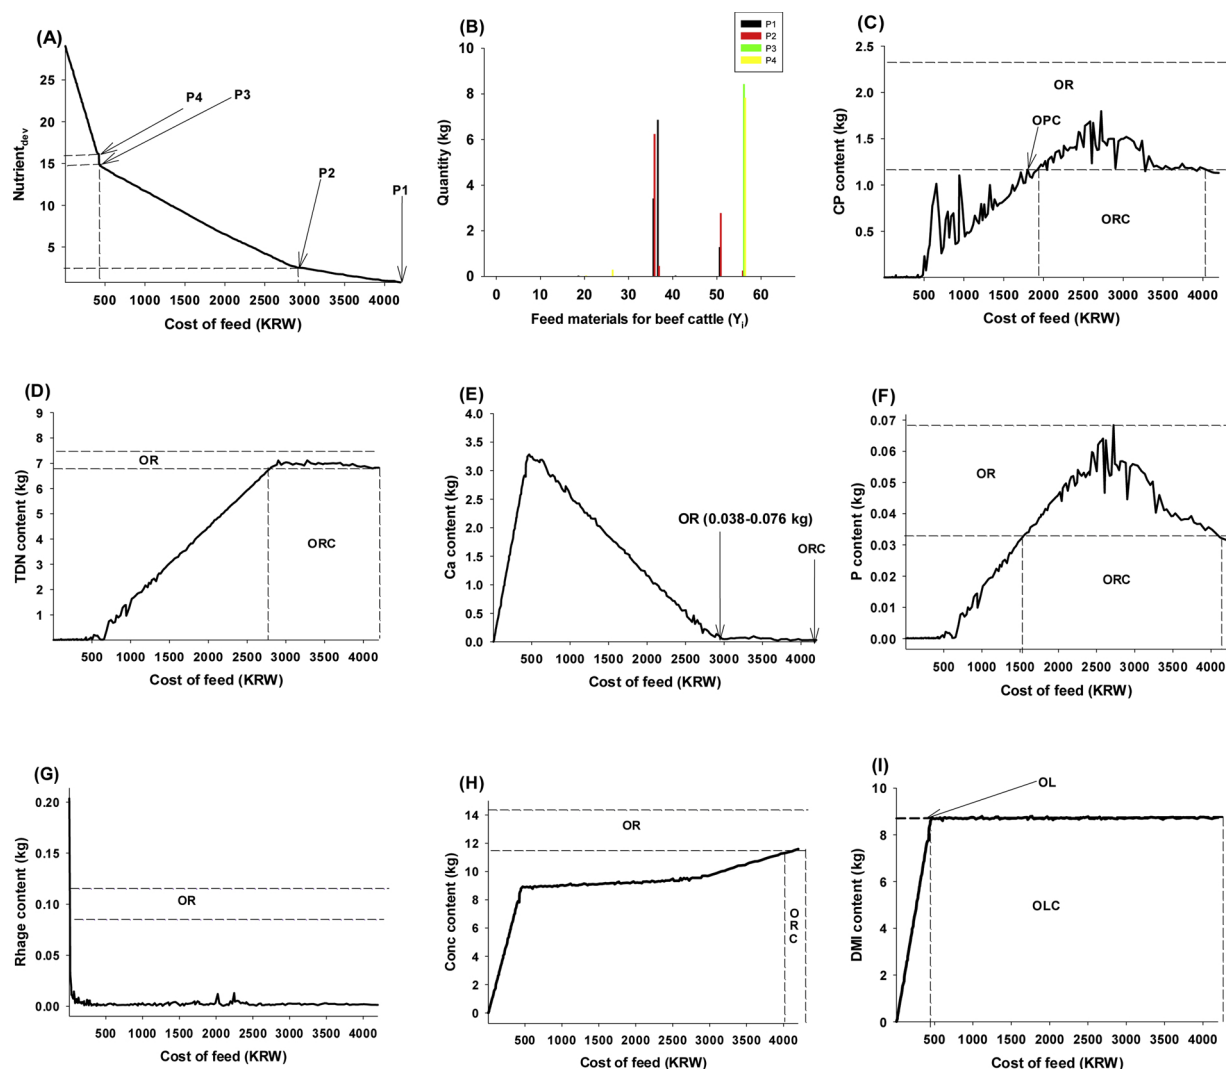 (A)
25
20
15
10
5
Nutrient_dev
P4
P3
P2
P1
500 1000 1500 2000 2500 3000 3500 4000
Cost of feed (KRW)
(B)
P1
P2
P3
P4
10
8
6
4
2
0
Quantity (kg)
0 10 20 30 40 50 60
Feed materials for beef cattle (Y_i)
(C)
2.5
2.0
1.5
1.0
0.5
0.0
CP content (kg)
OR
OPC
ORC
500 1000 1500 2000 2500 3000 3500 4000
Cost of feed (KRW)
(D)
9
8
7
6
5
4
3
2
1
TDN content (kg)
OR
ORC
500 1000 1500 2000 2500 3000 3500 4000
Cost of feed (KRW)
(E)
4.0
3.5
3.0
2.5
2.0
1.5
1.0
0.5
0.0
Ca content (kg)
OR (0.038-0.076 kg)
ORC
500 1000 1500 2000 2500 3000 3500 4000
Cost of feed (KRW)
(F)
0.07
0.06
0.05
0.04
0.03
0.02
0.01
0.00
P content (kg)
OR
ORC
500 1000 1500 2000 2500 3000 3500 4000
Cost of feed (KRW)
(G)
0.20
0.15
0.10
0.05
0.00
Rhage content (kg)
OR
500 1000 1500 2000 2500 3000 3500 4000
Cost of feed (KRW)
(H)
14
12
10
8
6
4
2
0
Conc content (kg)
OR
O
R
C
500 1000 1500 2000 2500 3000 3500 4000
Cost of feed (KRW)
(I)
10
8
6
4
2
0
DMI content (kg)
OL
OLC
500 1000 1500 2000 2500 3000 3500 4000
Cost of feed (KRW)